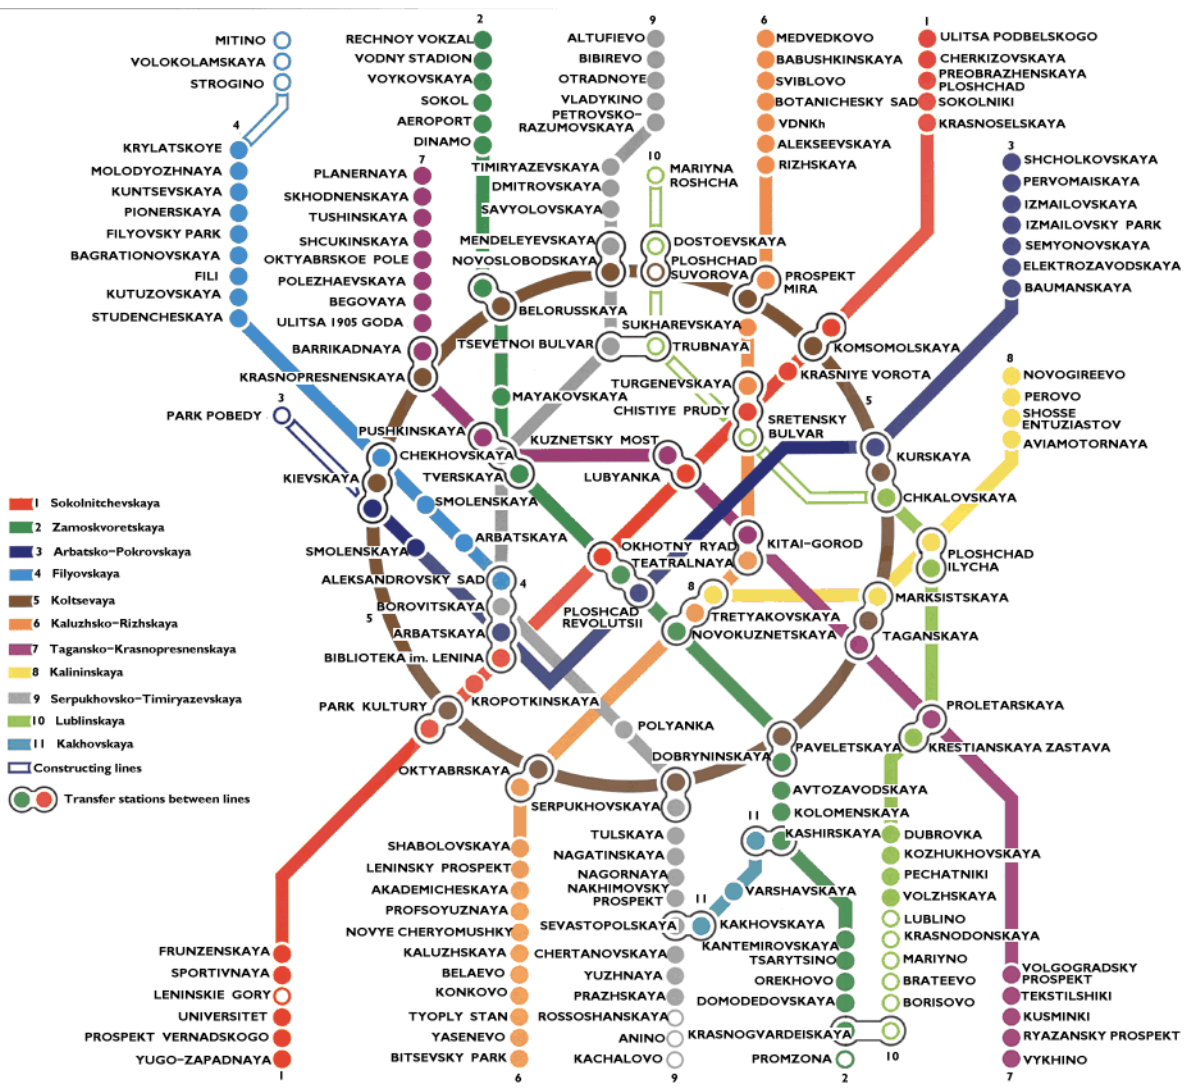 2
9
6
1
MITINO
VOLOKOLAMSKAYA
STROGINO
4
KRYLATSKOYE
MOLODYOZHNAYA
KUNTSEVSKAYA
PIONERSKAYA
FILYOVSKY PARK
BAGRATIONOVSKAYA
FILI
KUTUZOVSKAYA
STUDENCHESKAYA
RECHNOY VOKZAL
VODNY STADION
VOYKOVSKAYA
SOKOL
AEROPORT
DINAMO
7
PLANERNAYA
SKHODNENSKAYA
TUSHINSKAYA
SHCUKINSKAYA
OKTYABRSKOE POLE
POLEZHAEVSKAYA
BEGOVAYA
ULITSA 1905 GODA
BARRIKADNAYA
KRASNOPRESNENSKAYA
ALTUFIEVO
BIBIREVO
OTRADNOYE
VLADYKINO
PETROVSKO-
RAZUMOVSKAYA
TIMIRYAZEVSKAYA
DMITROVSKAYA
SAVYOLOVSKAYA
MENDELEYEVSKAYA
NOVOSLOBODSKAYA
10
MARIYNA
ROSHCHA
DOSTOEVSKAYA
PLOSHCHAD
SUVOROVA
MEDVEDKOVO
BABUSHKINSKAYA
SVIBLOVO
BOTANICHESKY SAD
VDNKh
ALEKSEEVSKAYA
RIZHSKAYA
PROSPEKT
MIRA
ULITSA PODBELSKOGO
CHERKIZOVSKAYA
PREOBRAZHENSKAYA
PLOSHCHAD
SOKOLNIKI
KRASNOSELSKAYA
3
SHCHOLKOVSKAYA
PERVOMAISKAYA
IZMAILOVSKAYA
IZMAILOVSKY PARK
SEMYONOVSKAYA
ELEKTROZAVODSKAYA
BAUMANSKAYA
BELORUSSKAYA
TSEVETNOI BULVAR
SUKHAREVSKAYA
TRUBNAYA
KOMSOMOLSKAYA
KRASNIYE VOROTA
8
NOVOGIREEVO
PEROVO
SHOSSE
ENTUZIASTOV
AVIAMOTORNAYA
3
PARK POBEDY
MAYAKOVSKAYA
TURGENEVSKAYA
CHISTIYE PRUDY
SRETENSKY
BULVAR
5
PUSHKINSKAYA
CHEKHOVSKAYA
TVERSKAYA
KUZNETSKY MOST
LUBYANKA
KURSKAYA
CHKALOVSKAYA
KIEVSKAYA
SMOLENSKAYA
ARBATSKAYA
SMOLENSKAYA
OKHOTNY RYAD
TEATRALNAYA
KITAI-GOROD
PLOSHCHAD
ILYCHA
ALEKSANDROVSKY SAD
4
BOROVITSKAYA
ARBATSKAYA
BIBLIOTEKA im. LENINA
5
PLOSHCAD
REVOLUTSII
8
TRETYAKOVSKAYA
NOVOKUZNETSKAYA
MARKSISTSKAYA
TAGANSKAYA
KROPOTKINSKAYA
PARK KULTURY
POLYANKA
PROLETARSKAYA
KRESTIANSKAYA ZASTAVA
OKTYABRSKAYA
DOBRYNINSKAYA
PAVELETSKAYA
SERPUKHOVSKAYA
AVTOZAVODSKAYA
KOLOMENSKAYA
11
KASHIRSKAYA
1 Sokolnitchevskaya
2 Zamoskvoretskaya
3 Arbatsko-Pokrovskaya
4 Filyovskaya
5 Koltsevaya
6 Kaluzhsko-Rizhskaya
7 Tagansko-Krasnopresnenskaya
8 Kalininskaya
9 Serpukhovsko-Timiryazevskaya
10 Lublinskaya
11 Kakhovskaya
Constructing lines
Transfer stations between lines
FRUNZENSKAYA
SPORTIVNAYA
LENINSKIE GORY
UNIVERSITET
PROSPEKT VERNADSKOGO
YUGO-ZAPADNAYA
1
SHABOLOVSKAYA
LENINSKY PROSPEKT
AKADEMICHESKAYA
PROFSOYUZNAYA
NOVYE CHERYOMUSHKY
KALUZHSKAYA
BELAEVO
KONKOVO
TYOPLY STAN
YASENEVO
BITSEVSKY PARK
6
TULSKAYA
NAGATINSKAYA
NAGORNAYA
NAKHIMOVSKY
PROSPEKT
SEVASTOPOLSKAYA
CHERTANOVSKAYA
YUZHNAYA
PRAZHSKAYA
ROSSOSHANSKAYA
ANINO
KACHALOVO
9
11
VARSHAVSKAYA
KAKHOVSKAYA
KANTEMIROVSKAYA
TSARYTSINO
OREKHOVO
DOMODEDOVSKAYA
KRASNOGVARDEISKAYA
PROMZONA
2
DUBROVKA
KOZHUKHOVSKAYA
PECHATNIKI
VOLZHSKAYA
LUBLINO
KRASNODONSKAYA
MARIYNO
BRATEEVO
BORISOVO
10
VOLGOGRADSKY
PROSPEKT
TEKSTILSHIKI
KUSMINKI
RYAZANSKY PROSPEKT
VYKHINO
7